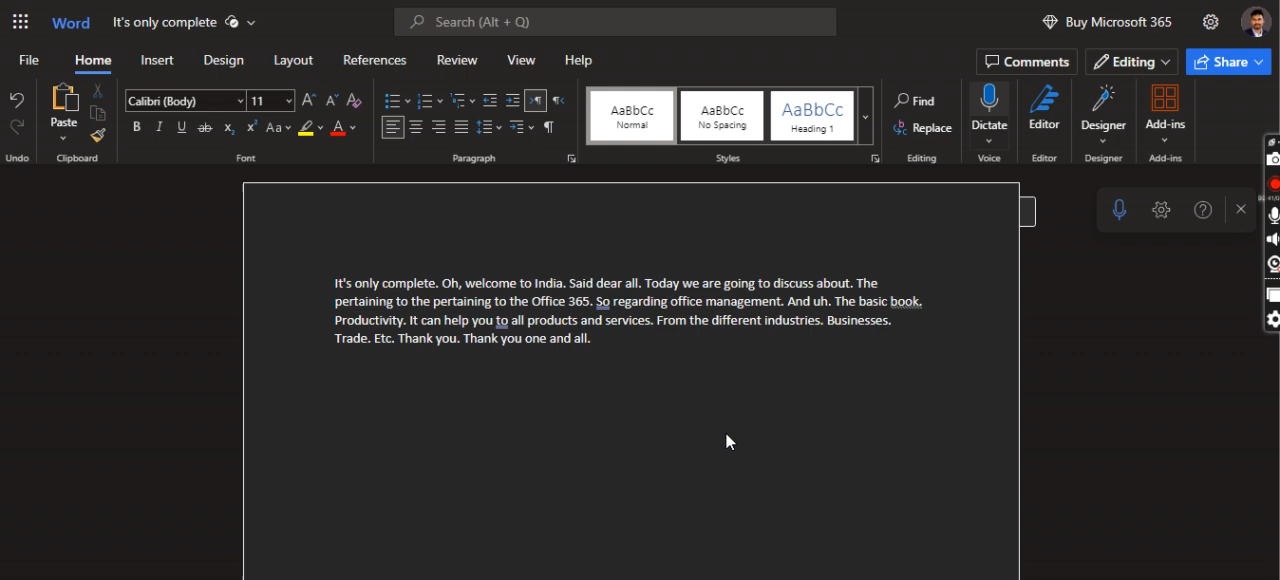 Word It's only complete Search (Alt + Q) Buy Microsoft 365
File Home Insert Design Layout References Review View Help Comments Editing Share
Calibri (Body) 11 AaBbCc AaBbCc AaBbCc Find
Paste Normal No Spacing Heading 1 Replace Dictate Editor Designer Add-ins
B I U ab x₂ x² Aa A
Undo Clipboard Font Paragraph Styles Editing Voice Editor Designer Add-ins
It's only complete. Oh, welcome to India. Said dear all. Today we are going to discuss about. The
pertaining to the pertaining to the Office 365. So regarding office management. And uh. The basic book.
Productivity. It can help you to all products and services. From the different industries. Businesses.
Trade. Etc. Thank you. Thank you one and all.